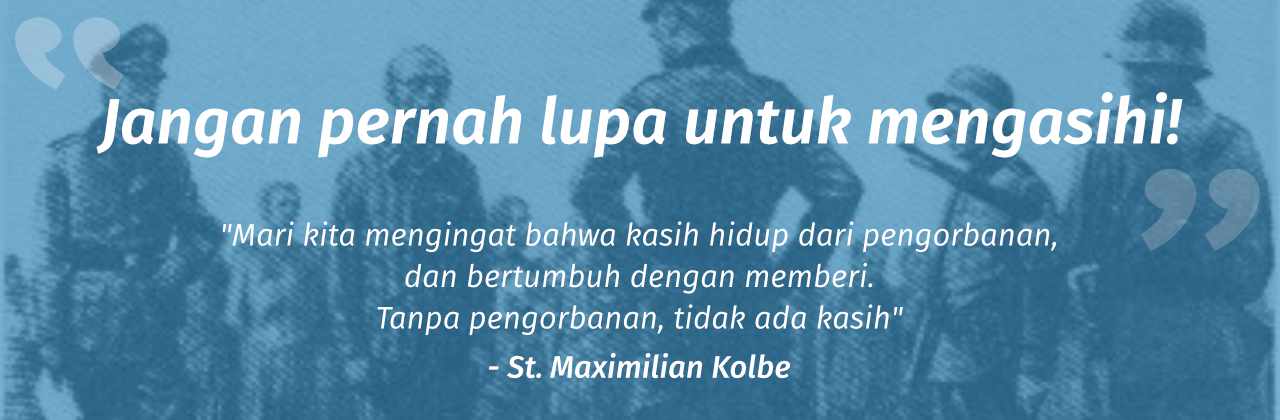 Jangan pernah lupa untuk mengasihi!
"Mari kita mengingat bahwa kasih hidup dari pengorbanan,
dan bertumbuh dengan memberi.
Tanpa pengorbanan, tidak ada kasih"
- St. Maximilian Kolbe